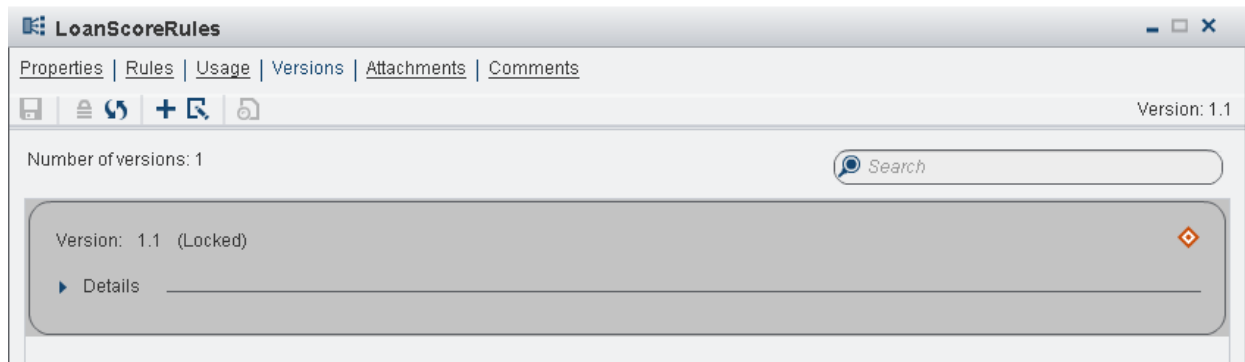 LoanScoreRules
Properties | Rules | Usage | Versions | Attachments | Comments
Version: 1.1
Number of versions: 1
Search
Version: 1.1 (Locked)
Details